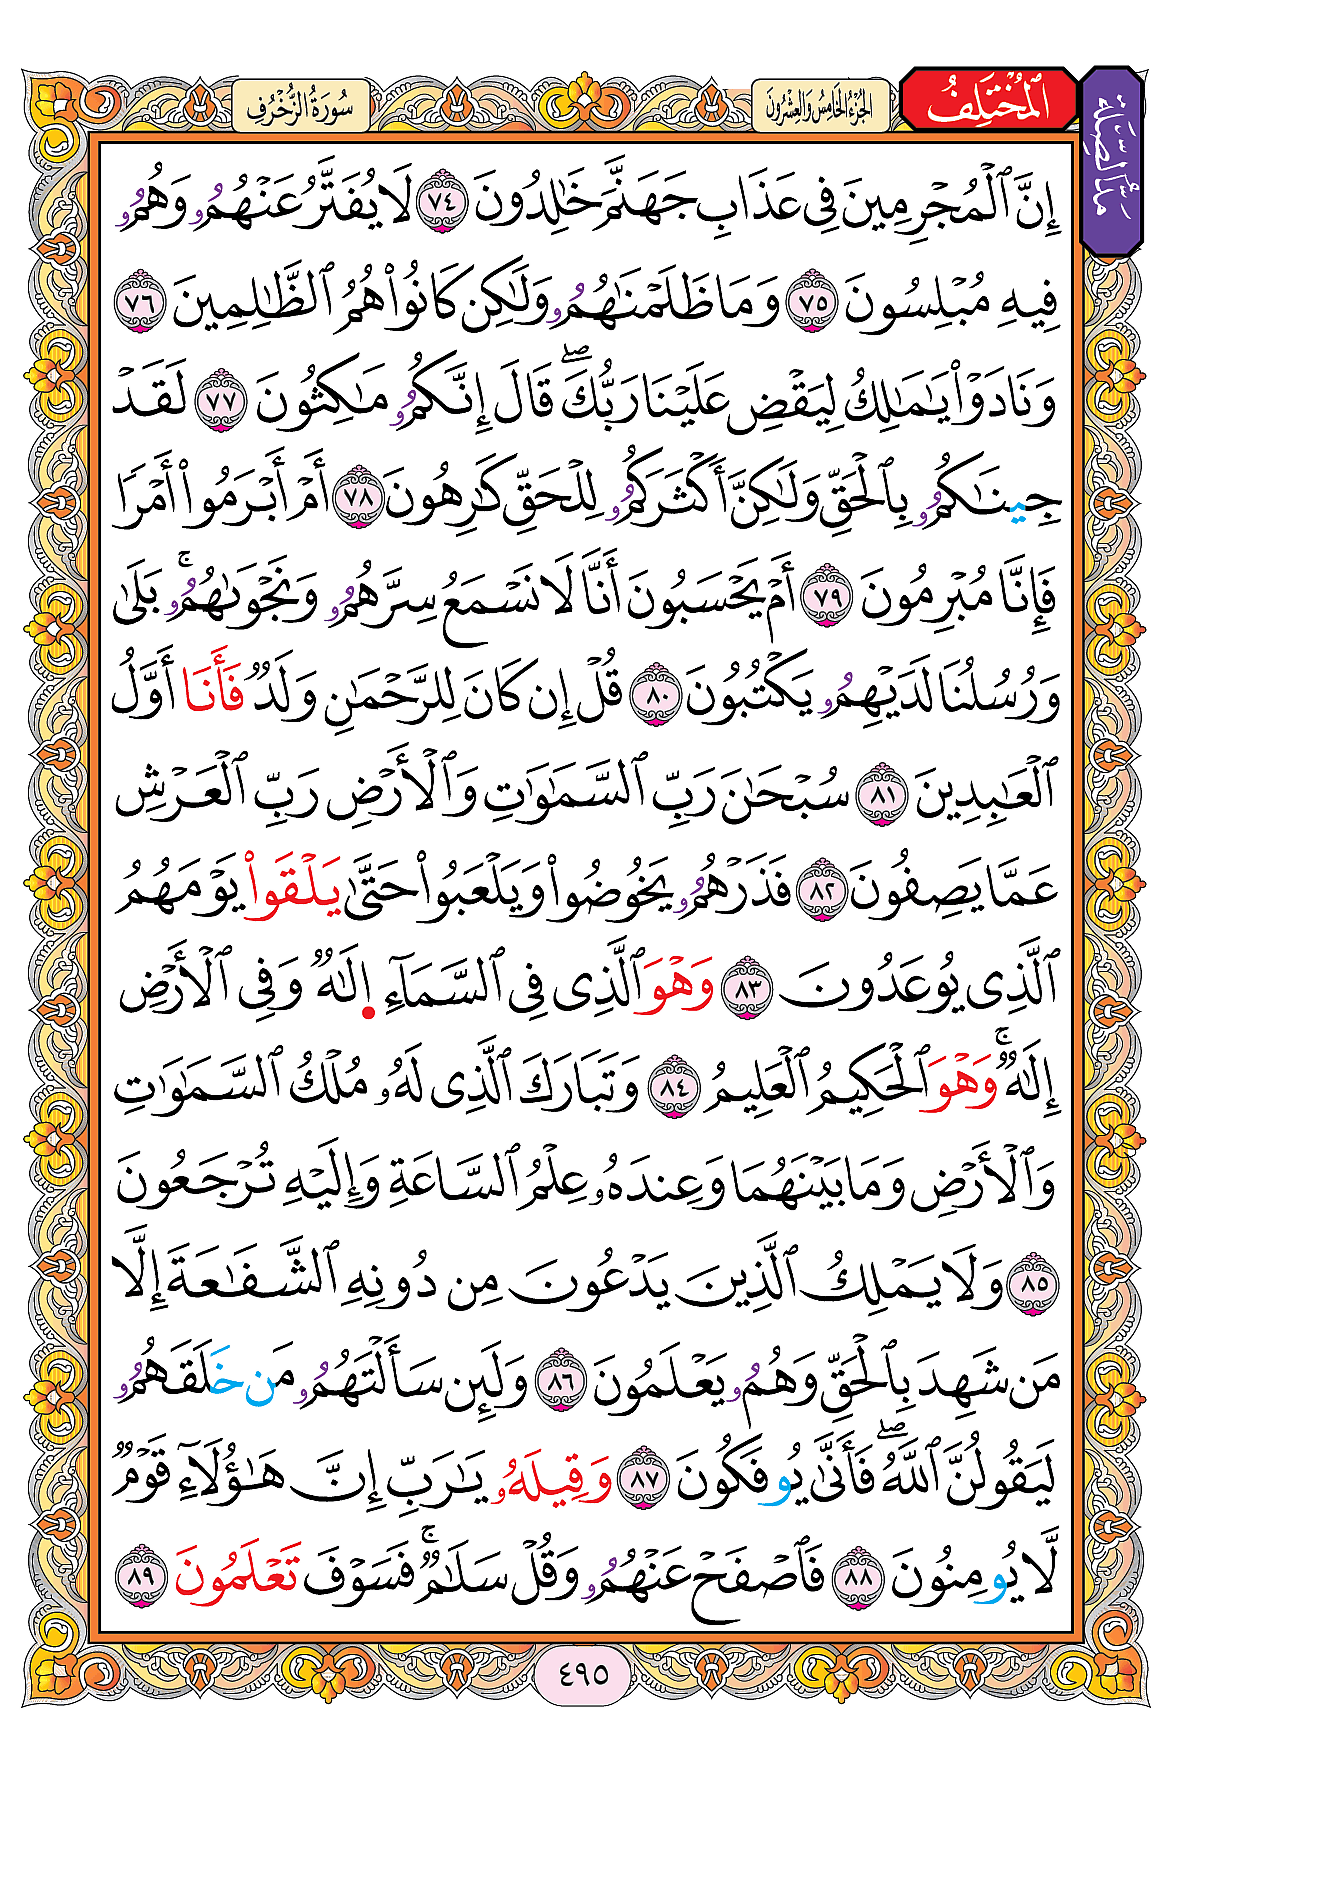 سُورَةُ الزُّخْرُفِ
الجُزْءُ الخَامِسُ وَالعِشْرُونَ
المُخْتَلَفُ
مَدُّ الصِّلَةِ
إِنَّ ٱلْمُجْرِمِينَ فِى عَذَابِ جَهَنَّمَ خَٰلِدُونَ ٧٤ لَا يُفَتَّرُ عَنْهُمُۥ وَهُمُۥ
فِيهِ مُبْلِسُونَ ٧٥ وَمَا ظَلَمْنَٰهُمُۥ وَلَٰكِن كَانُوا۟ هُمُ ٱلظَّٰلِمِينَ ٧٦
وَنَادَوْا۟ يَٰمَٰلِكُ لِيَقْضِ عَلَيْنَا رَبُّكَۖ قَالَ إِنَّكُمُۥ مَٰكِثُونَ ٧٧ لَقَدْ
جِينَٰكُمُۥ بِٱلْحَقِّ وَلَٰكِنَّ أَكْثَرَكُمُۥ لِلْحَقِّ كَٰرِهُونَ ٧٨ أَمْ أَبْرَمُوا۟ أَمْرًا
فَإِنَّا مُبْرِمُونَ ٧٩ أَمْ يَحْسَبُونَ أَنَّا لَا نَسْمَعُ سِرَّهُمُۥ وَنَجْوَىٰهُمُۥۚ بَلَىٰ
وَرُسُلُنَا لَدَيْهِمُۥ يَكْتُبُونَ ٨٠ قُلْ إِن كَانَ لِلرَّحْمَٰنِ وَلَدٌ فَأَنَا أَوَّلُ
ٱلْعَٰبِدِينَ ٨١ سُبْحَٰنَ رَبِّ ٱلسَّمَٰوَٰتِ وَٱلْأَرْضِ رَبِّ ٱلْعَرْشِ
عَمَّا يَصِفُونَ ٨٢ فَذَرْهُمُۥ يَخُوضُوا۟ وَيَلْعَبُوا۟ حَتَّىٰ يَلْقَوْا۟ يَوْمَهُمُ
ٱلَّذِى يُوعَدُونَ ٨٣ وَهْوَ ٱلَّذِى فِى ٱلسَّمَآءِ اِلَٰهٌ وَفِى ٱلْأَرْضِ
إِلَٰهٌۚ وَهْوَ ٱلْحَكِيمُ ٱلْعَلِيمُ ٨٤ وَتَبَارَكَ ٱلَّذِى لَهُۥ مُلْكُ ٱلسَّمَٰوَٰتِ
وَٱلْأَرْضِ وَمَا بَيْنَهُمَا وَعِندَهُۥ عِلْمُ ٱلسَّاعَةِ وَإِلَيْهِ تُرْجَعُونَ
٨٥ وَلَا يَمْلِكُ ٱلَّذِينَ يَدْعُونَ مِن دُونِهِ ٱلشَّفَٰعَةَ إِلَّا
مَن شَهِدَ بِٱلْحَقِّ وَهُمُۥ يَعْلَمُونَ ٨٦ وَلَئِن سَأَلْتَهُمُۥ مَن خَلَقَهُمُۥ
لَيَقُولُنَّ ٱللَّهُۖ فَأَنَّىٰ يُوفَكُونَ ٨٧ وَقِيلَهُۥ يَٰرَبِّ إِنَّ هَٰٓؤُلَآءِ قَوْمٌ
لَّا يُومِنُونَ ٨٨ فَٱصْفَحْ عَنْهُمُۥ وَقُلْ سَلَٰمٌۚ فَسَوْفَ تَعْلَمُونَ ٨٩
٤٩٥